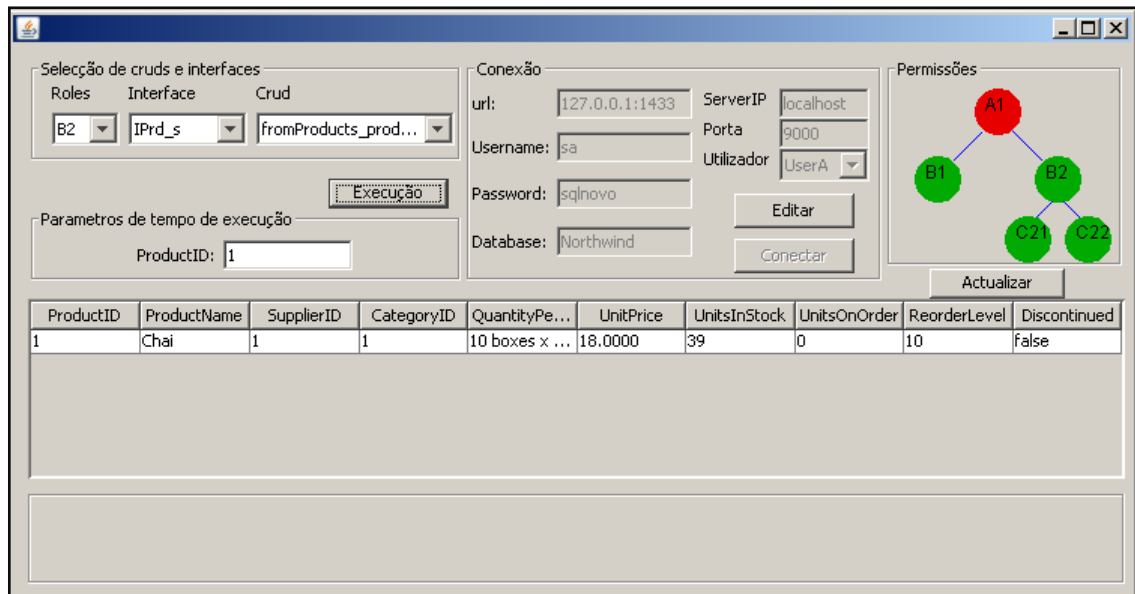 Selecção de cruds e interfaces
Roles Interface Crud
B2 IPrd_s fromProducts_prod...
Execução
Parametros de tempo de execução
ProductID: 1
Conexão
url: 127.0.0.1:1433
Username: sa
Password: sqlnovo
Database: Northwind
ServerIP localhost
Porta 9000
Utilizador UserA
Editar
Conectar
Permissões
A1
B1 B2
C21 C22
Actualizar
ProductID ProductName SupplierID CategoryID QuantityPe... UnitPrice UnitsInStock UnitsOnOrder ReorderLevel Discontinued
1 Chai 1 1 10 boxes x ... 18.0000 39 0 10 false